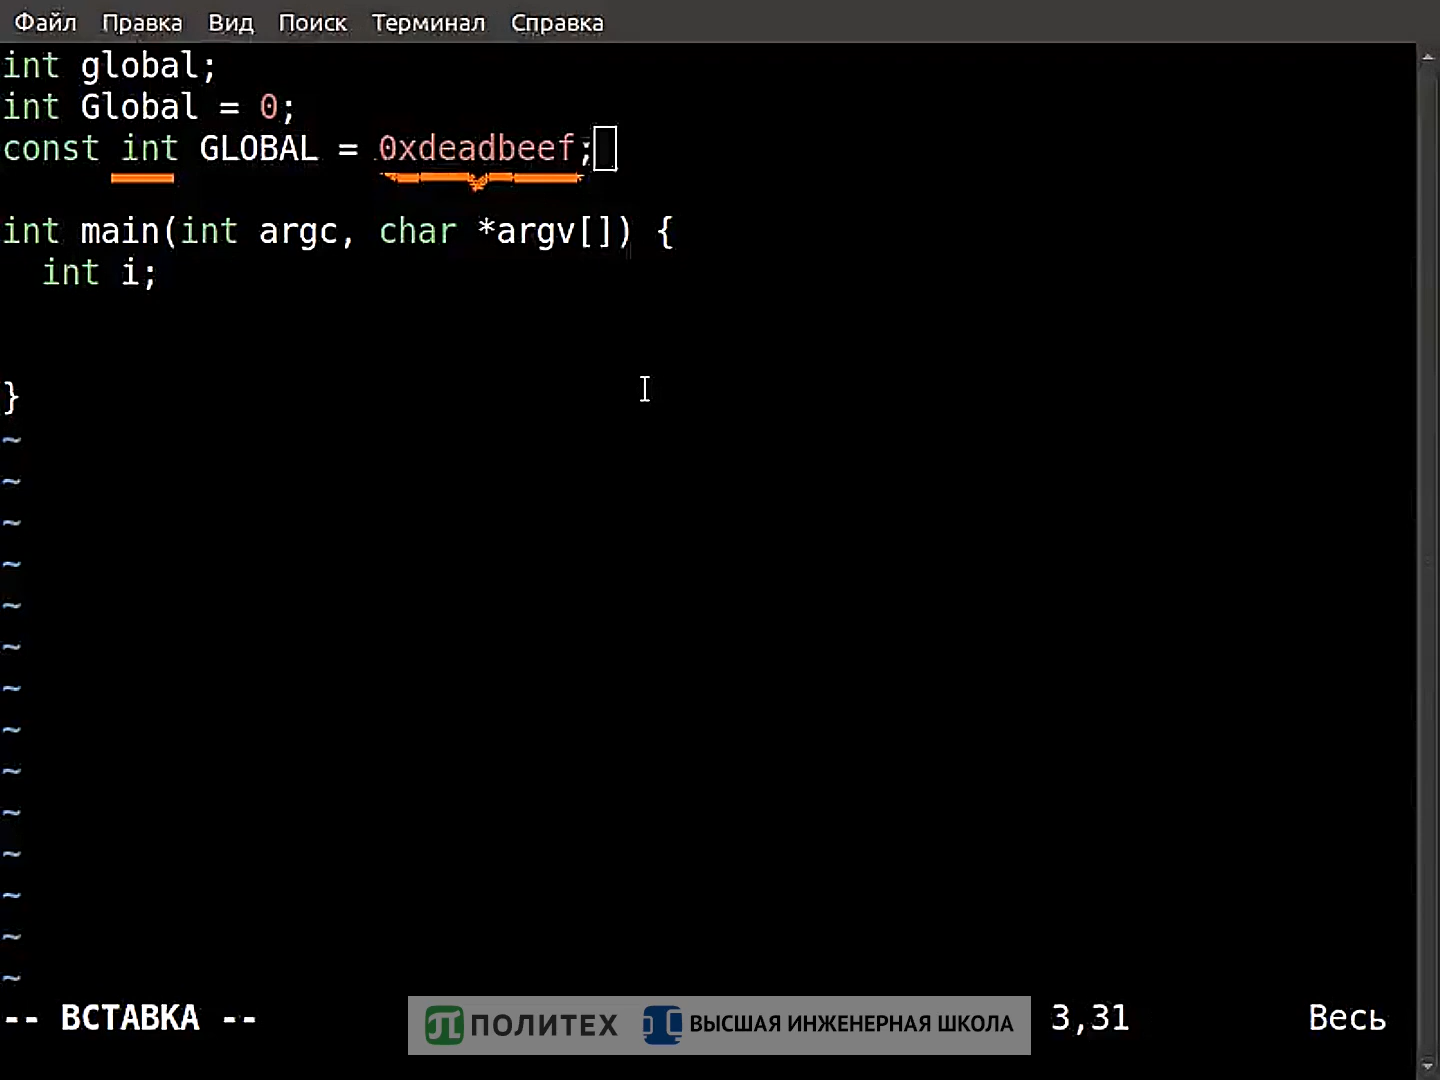 Файл Правка Вид Поиск Терминал Справка
int global;
int Global = 0;
const int GLOBAL = 0xdeadbeef;
int main(int argc, char *argv[]) {
  int i;
}
~
~
~
~
~
~
~
~
~
~
~
~
~
~
-- ВСТАВКА -- 3,31 Весь
ПОЛИТЕХ ВЫСШАЯ ИНЖЕНЕРНАЯ ШКОЛА